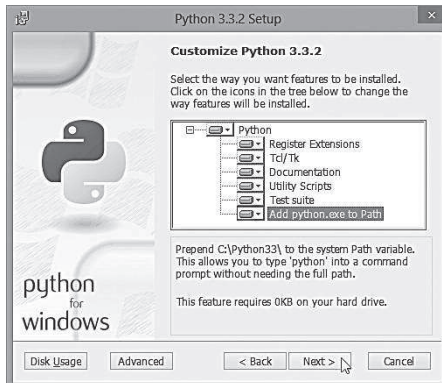 Python 3.3.2 Setup
×
Customize Python 3.3.2
Select the way you want features to be installed.
Click on the icons in the tree below to change the
way features will be installed.
Python
Register Extensions
Tcl/Tk
Documentation
Utility Scripts
Test suite
Add python.exe to Path
Prepend C:\Python33\ to the system Path variable.
This allows you to type 'python' into a command
prompt without needing the full path.
This feature requires 0KB on your hard drive.
python
for
windows
Disk Usage
Advanced
< Back
Next >
Cancel